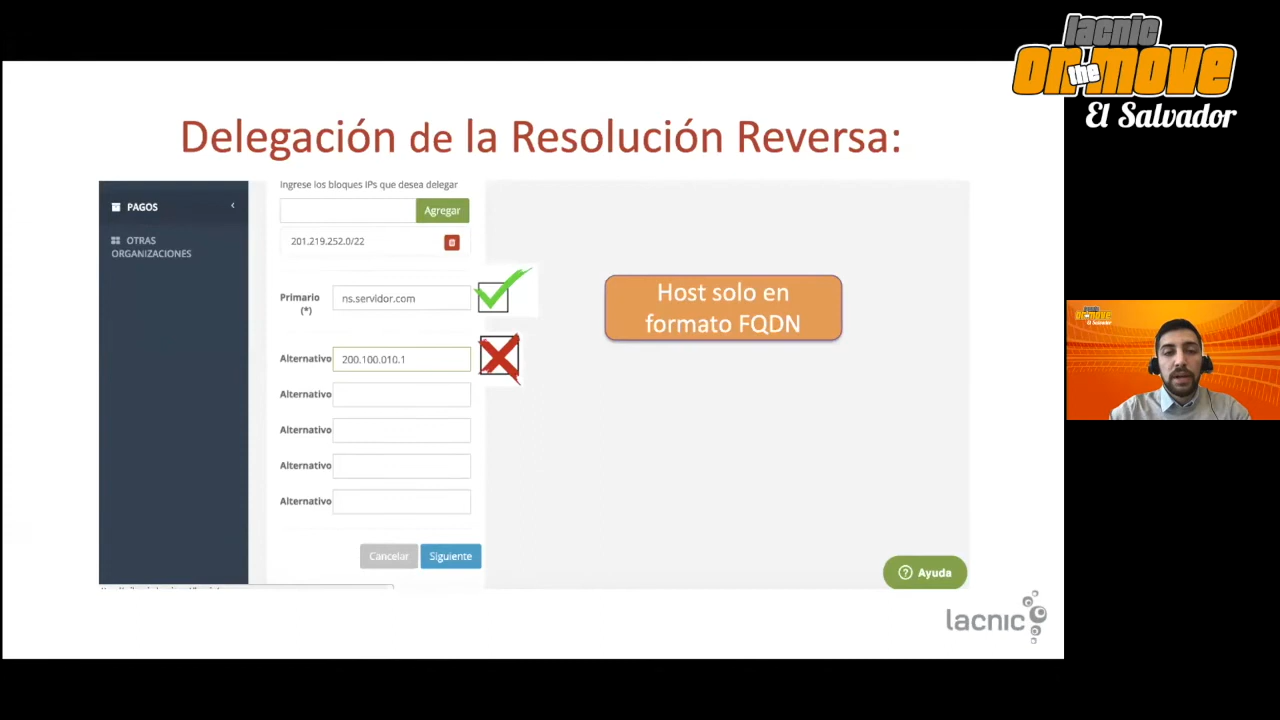 lacnic
on the move
El Salvador
Delegación de la Resolución Reversa:
Ingrese los bloques IPs que desea delegar
PAGOS
Agregar
OTRAS
ORGANIZACIONES
201.219.252.0/22
Primario
(*)
ns.servidor.com
Host solo en
formato FQDN
Alternativo
200.100.010.1
Alternativo
Alternativo
Alternativo
Alternativo
Cancelar
Siguiente
Ayuda
lacnic